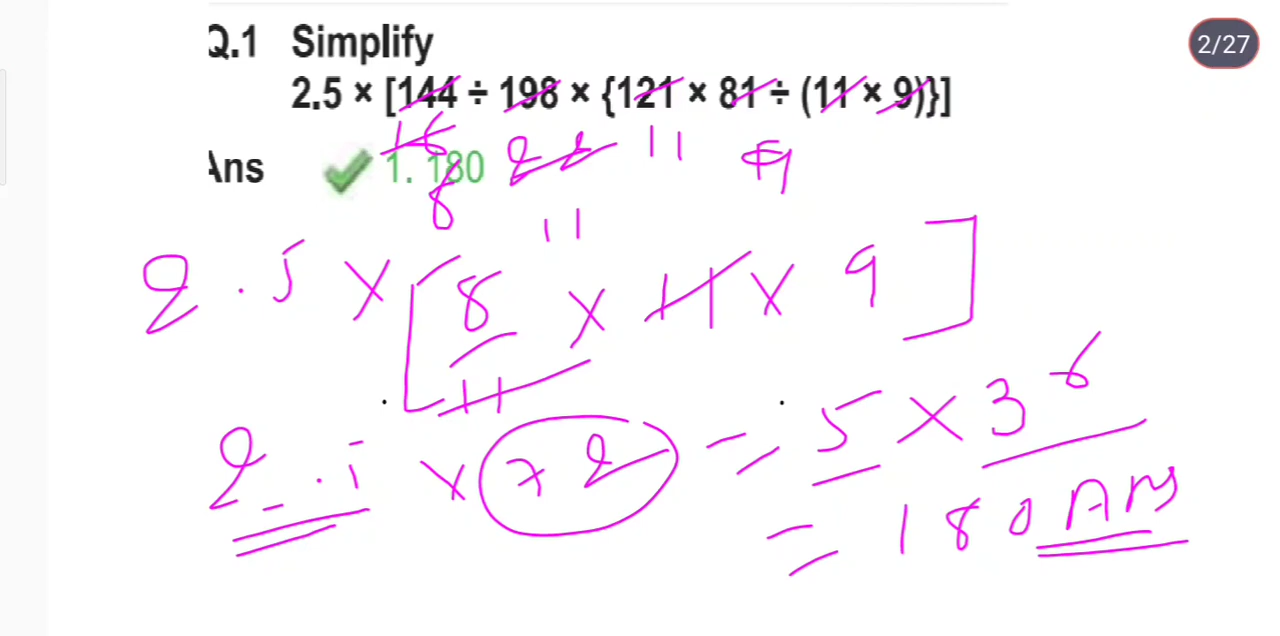 2/27
Q.1 Simplify
2.5 × [144 ÷ 198 × {121 × 81 ÷ (11 × 9)}]
16 22 11 9
Ans 1. 180
8 11
2.5 × [8/11 × 11 × 9]
2.5 × 72 = 5 × 36
= 180 Ans